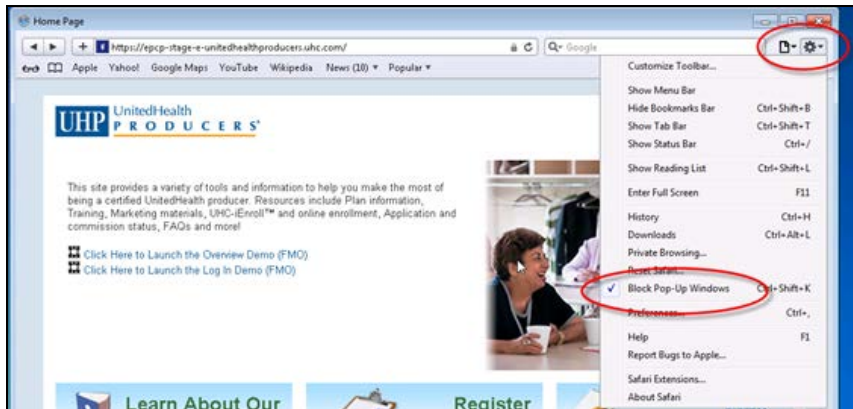 Home Page
https://epcp-stage-e-unitedhealthproducers.uhc.com/
Google
Apple Yahoo! Google Maps YouTube Wikipedia News (10) Popular
Customize Toolbar...
Show Menu Bar
Hide Bookmarks Bar Ctrl+Shift+B
Show Tab Bar Ctrl+Shift+T
Show Status Bar Ctrl+/
Show Reading List Ctrl+Shift+L
Enter Full Screen F11
History Ctrl+H
Downloads Ctrl+Alt+L
Private Browsing...
Reset Safari...
Block Pop-Up Windows Ctrl+Shift+K
Preferences... Ctrl+,
Help F1
Report Bugs to Apple...
Safari Extensions...
About Safari
UHP UnitedHealth
PRODUCERS
This site provides a variety of tools and information to help you make the most of
being a certified UnitedHealth producer. Resources include Plan information,
Training, Marketing materials, UHC-iEnroll™ and online enrollment, Application and
commission status, FAQs and more!
Click Here to Launch the Overview Demo (FMO)
Click Here to Launch the Log In Demo (FMO)
Learn About Our
Register